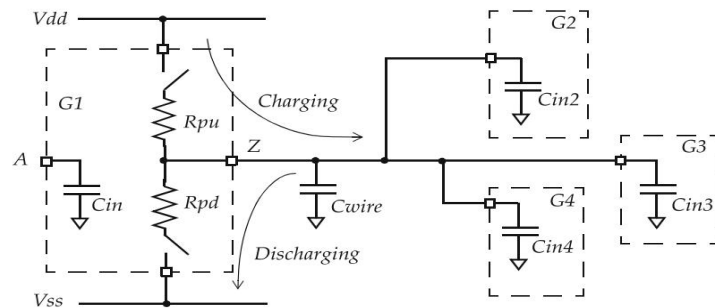 Vdd
G2
G1
Charging
Cin2
Rpu
A
Z
G3
Rpd
G4
Cin
Cwire
Cin3
Cin4
Discharging
Vss